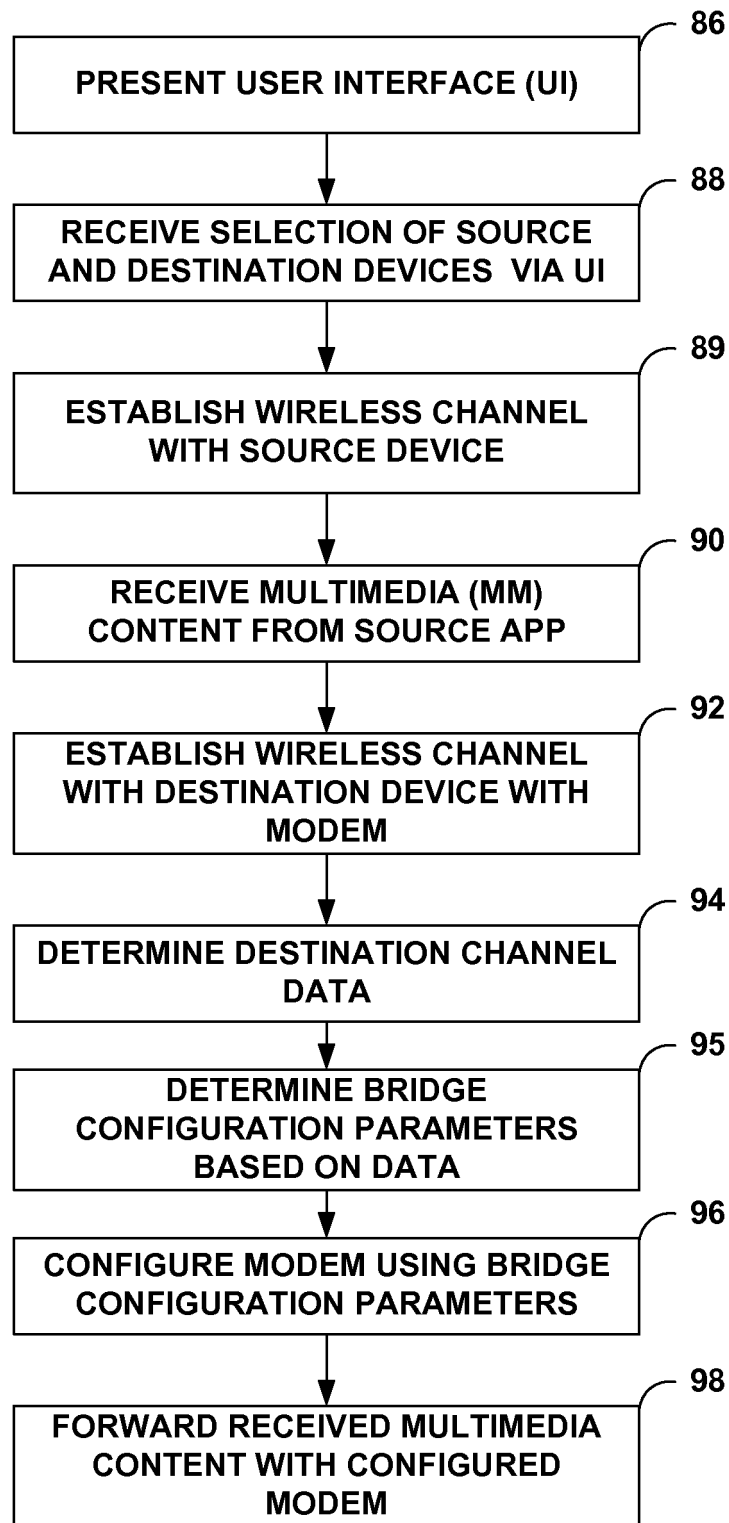 86
PRESENT USER INTERFACE (UI)
88
RECEIVE SELECTION OF SOURCE
AND DESTINATION DEVICES VIA UI
89
ESTABLISH WIRELESS CHANNEL
WITH SOURCE DEVICE
90
RECEIVE MULTIMEDIA (MM)
CONTENT FROM SOURCE APP
92
ESTABLISH WIRELESS CHANNEL
WITH DESTINATION DEVICE WITH
MODEM
94
DETERMINE DESTINATION CHANNEL
DATA
95
DETERMINE BRIDGE
CONFIGURATION PARAMETERS
BASED ON DATA
96
CONFIGURE MODEM USING BRIDGE
CONFIGURATION PARAMETERS
98
FORWARD RECEIVED MULTIMEDIA
CONTENT WITH CONFIGURED
MODEM